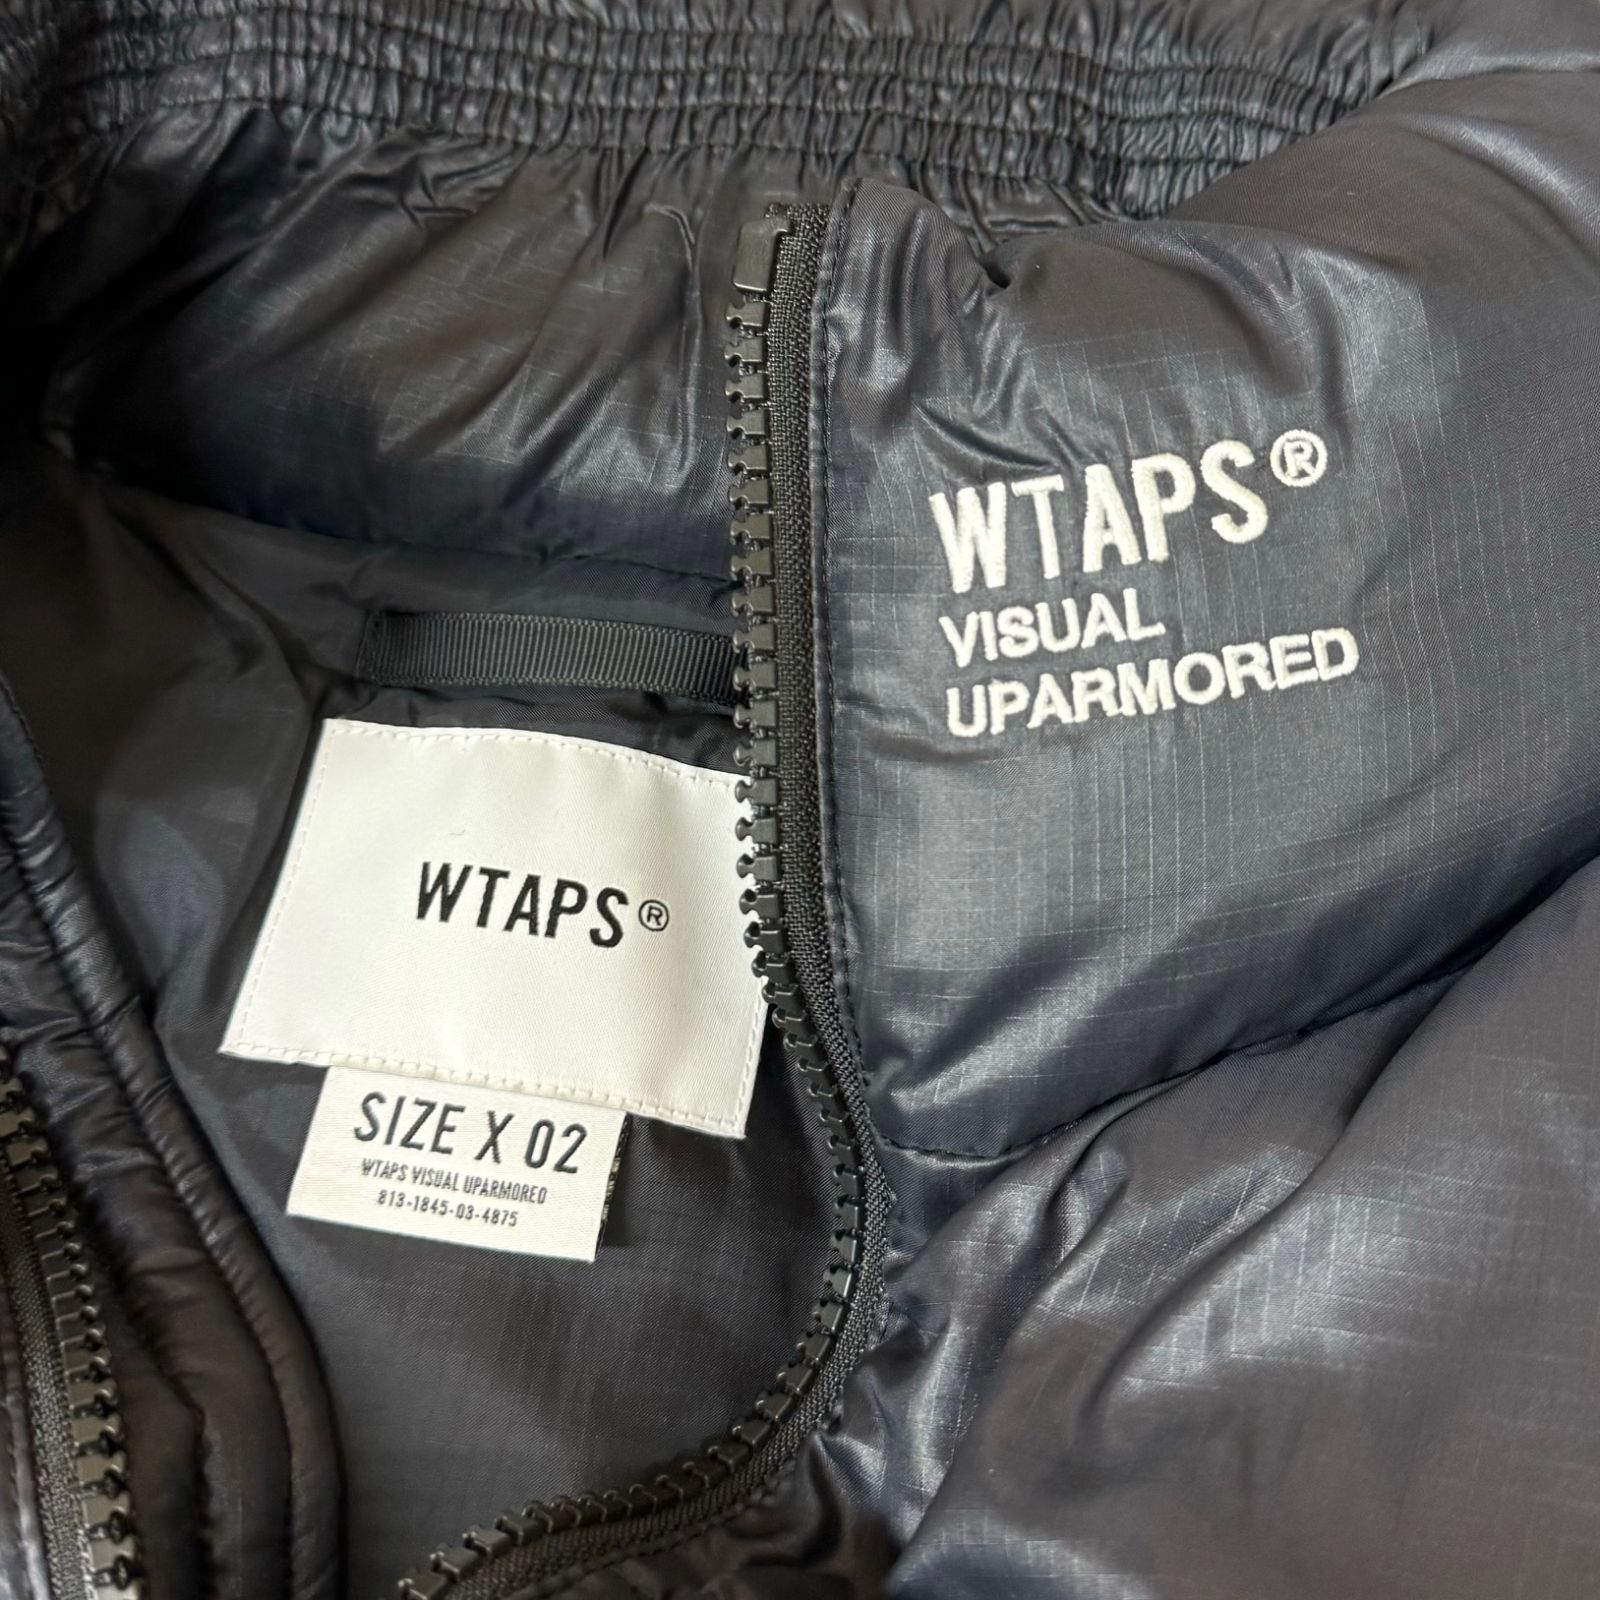 WTAPS®
VISUAL
UPARMORED
WTAPS®
SIZE X 02
WTAPS VISUAL UPARMORED
813-1845-03-4875